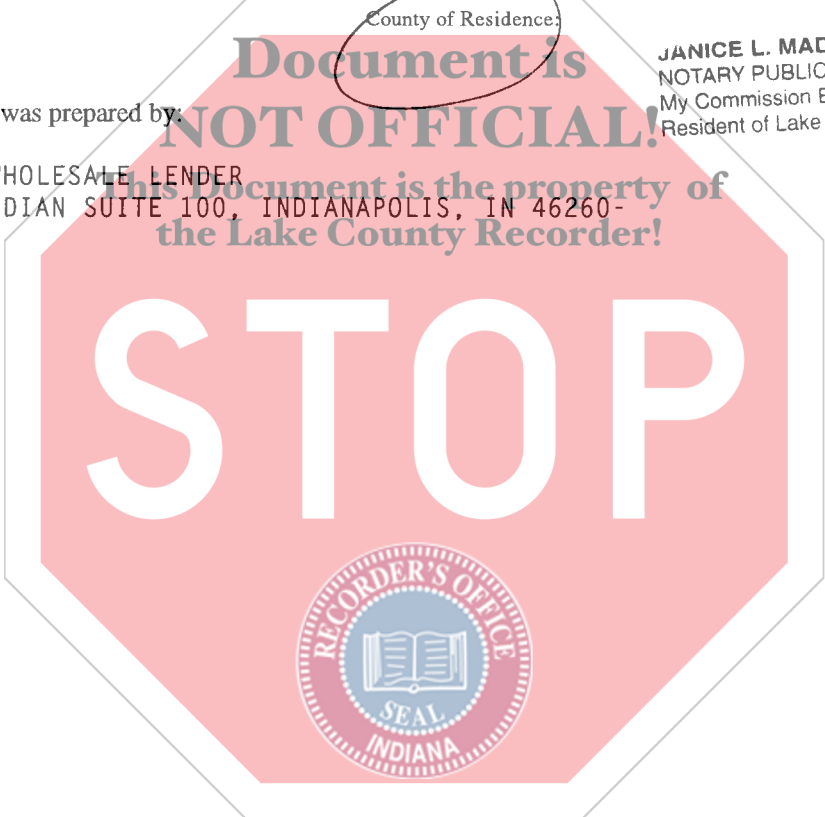 County of Residence:
JANICE L. MAD
NOTARY PUBLIC
My Commission E
Resident of Lake
was prepared by:
HOLESALE LENDER
DIAN SUITE 100, INDIANAPOLIS, IN 46260-
Document is
NOT OFFICIAL!
This Document is the property of
the Lake County Recorder!
STOP
RECORDER'S OFFICE
SEAL
INDIANA